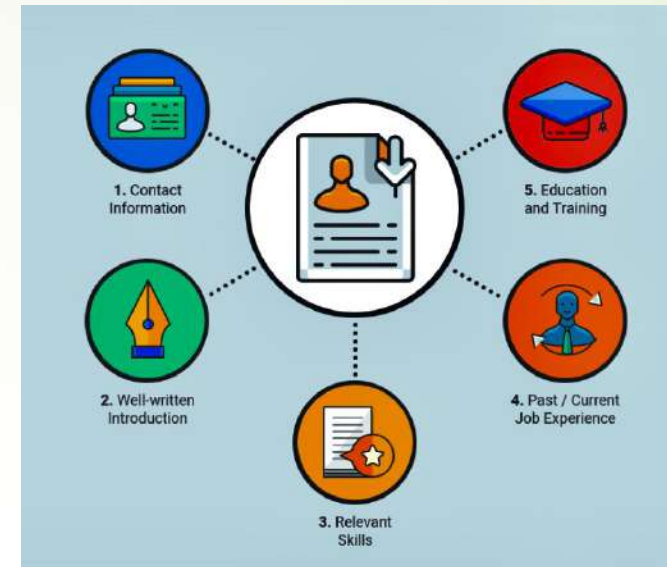 1. Contact
Information
2. Well-written
Introduction
3. Relevant
Skills
4. Past / Current
Job Experience
5. Education
and Training